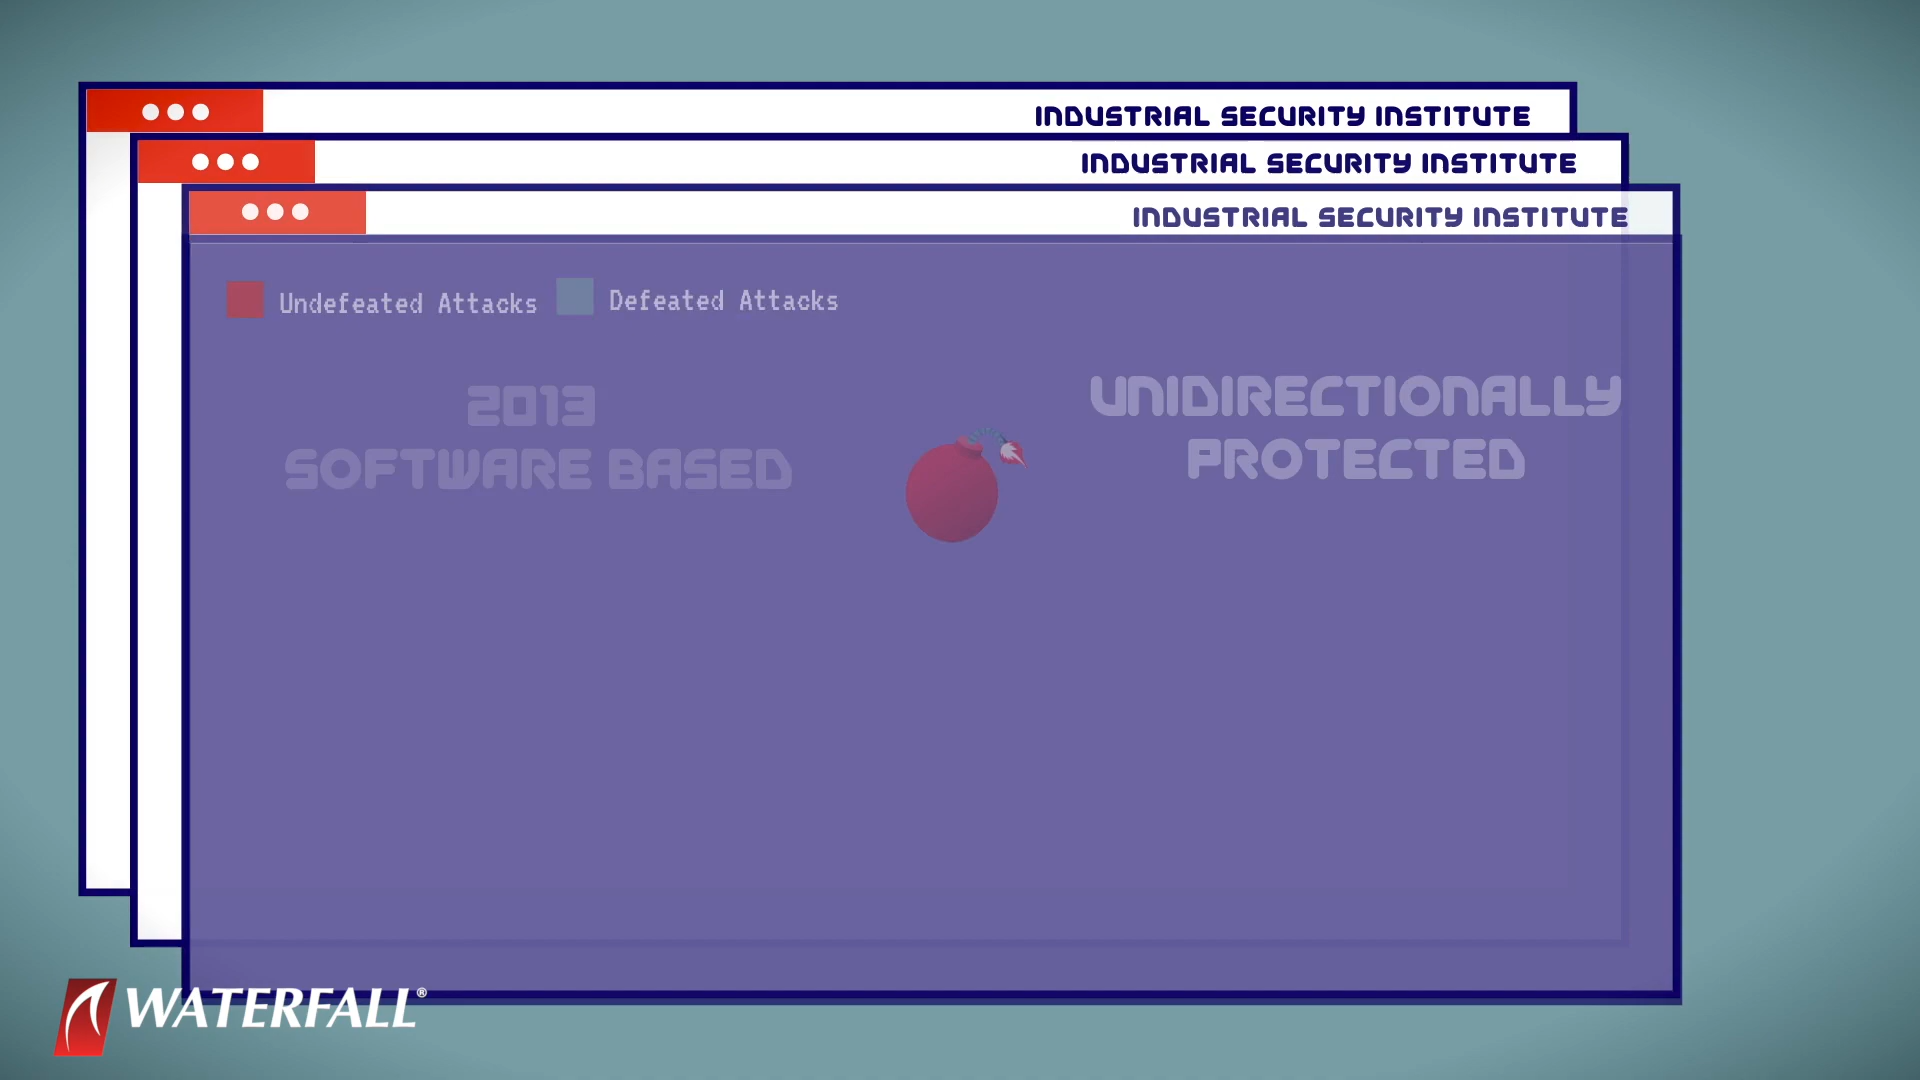 INDUSTRIAL SECURITY INSTITUTE
INDUSTRIAL SECURITY INSTITUTE
INDUSTRIAL SECURITY INSTITUTE
Undefeated Attacks
Defeated Attacks
2013
SOFTWARE BASED
UNIDIRECTIONALLY
PROTECTED
WATERFALL®